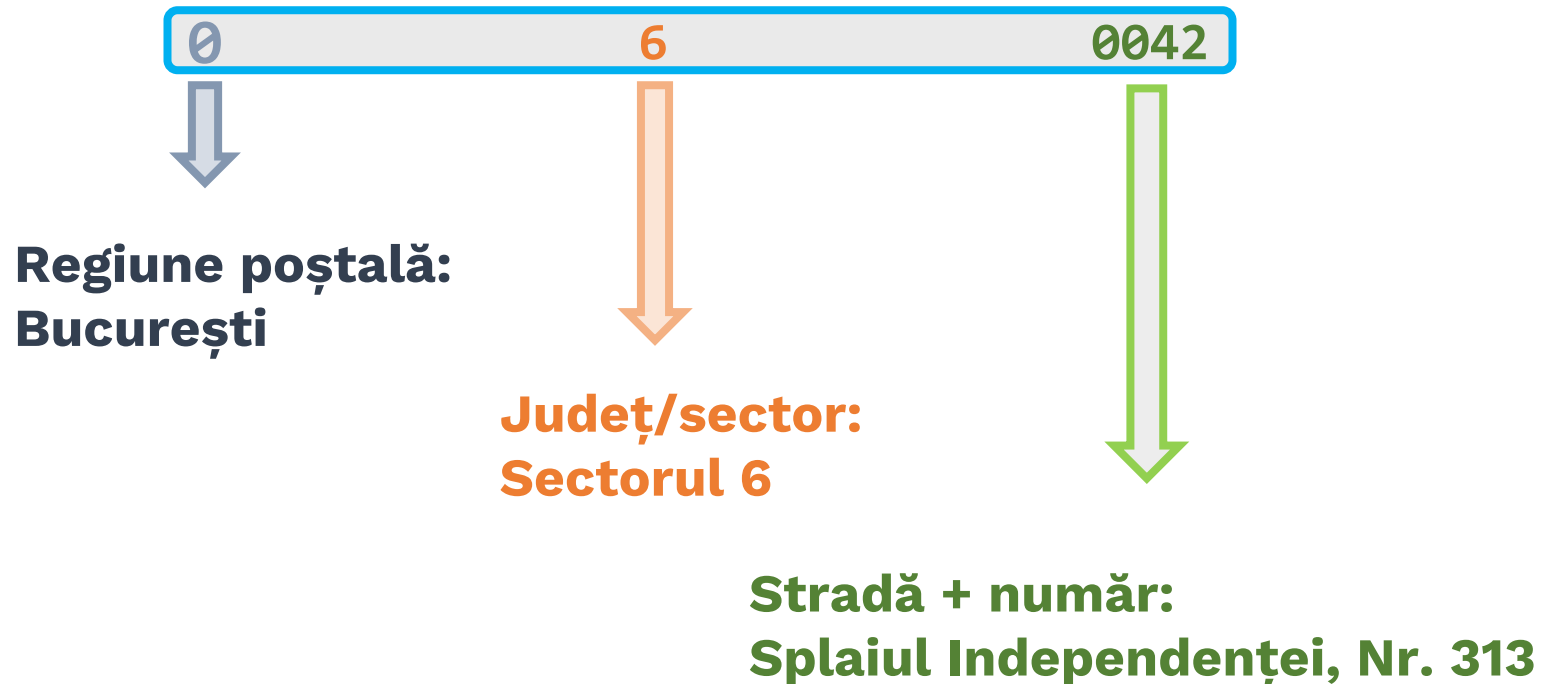 0 6 0042
Regiune poștală:
București
Județ/sector:
Sectorul 6
Stradă + număr:
Splaiul Independenței, Nr. 313